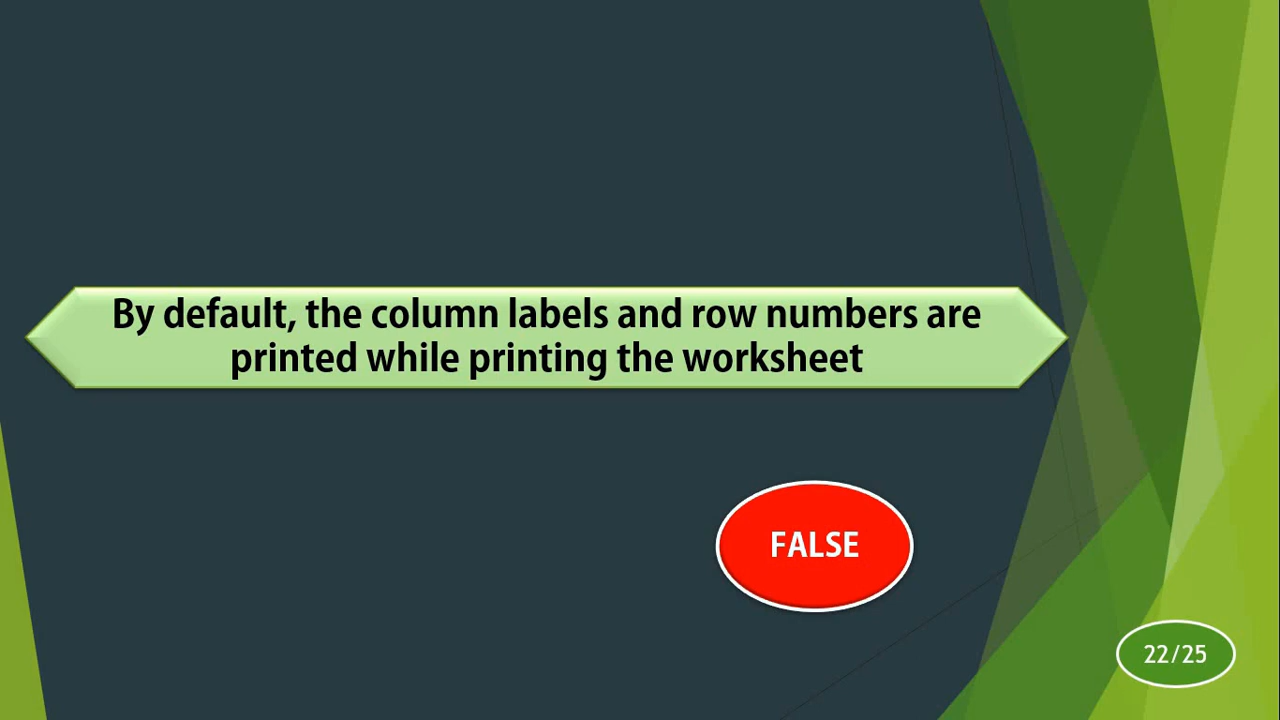 By default, the column labels and row numbers are
printed while printing the worksheet
FALSE
22/25